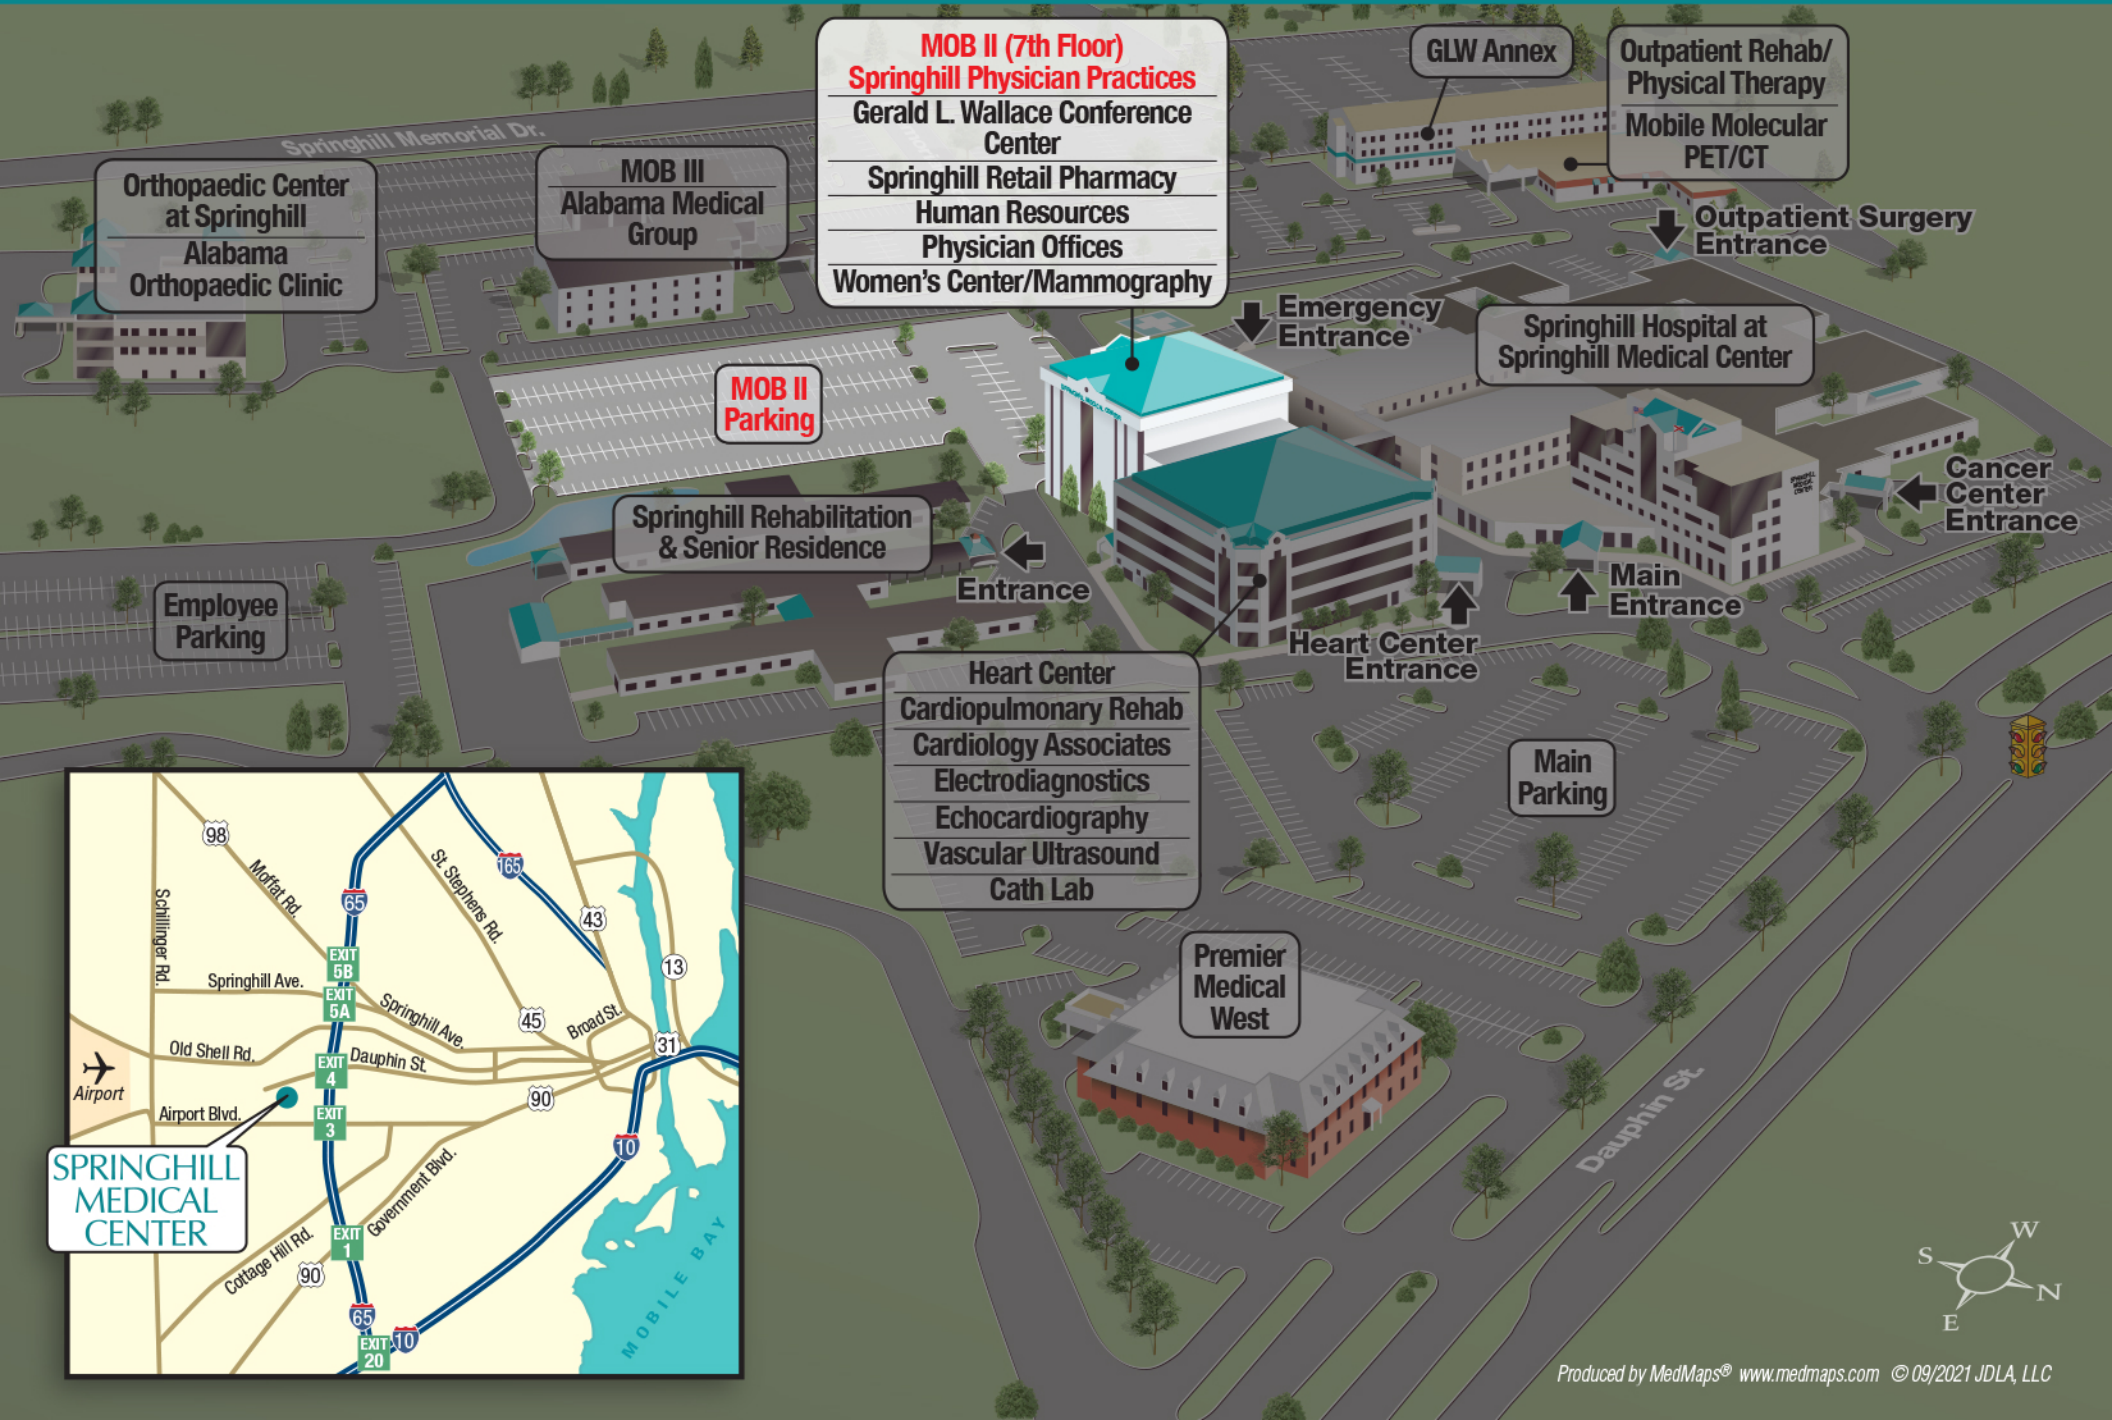 MOB II (7th Floor)
Springhill Physician Practices
Gerald L. Wallace Conference
Center
Springhill Retail Pharmacy
Human Resources
Physician Offices
Women's Center/Mammography
GLW Annex
Outpatient Rehab/
Physical Therapy
Mobile Molecular
PET/CT
Springhill Memorial Dr.
Orthopaedic Center
at Springhill
Alabama
Orthopaedic Clinic
MOB III
Alabama Medical
Group
Outpatient Surgery
Entrance
Emergency
Entrance
Springhill Hospital at
Springhill Medical Center
MOB II
Parking
SPRINGHILL MEDICAL CENTER
SPRINGHILL
MEDICAL
CENTER
Cancer
Center
Entrance
Springhill Rehabilitation
& Senior Residence
Entrance
Main
Entrance
Employee
Parking
Heart Center
Entrance
Heart Center
Cardiopulmonary Rehab
Cardiology Associates
Electrodiagnostics
Echocardiography
Vascular Ultrasound
Cath Lab
Main
Parking
Premier
Medical
West
Dauphin St.
98
Moffat Rd.
Schillinger Rd.
65
St. Stephens Rd.
165
43
13
EXIT
5B
Springhill Ave.
EXIT
5A
Springhill Ave.
45
Broad St.
31
Old Shell Rd.
EXIT
4
Dauphin St.
Airport
90
Airport Blvd.
EXIT
3
10
SPRINGHILL
MEDICAL
CENTER
Government Blvd.
Cottage Hill Rd.
EXIT
1
90
65
10
EXIT
20
MOBILE BAY
W
S
N
E
Produced by MedMaps® www.medmaps.com © 09/2021 JDLA, LLC